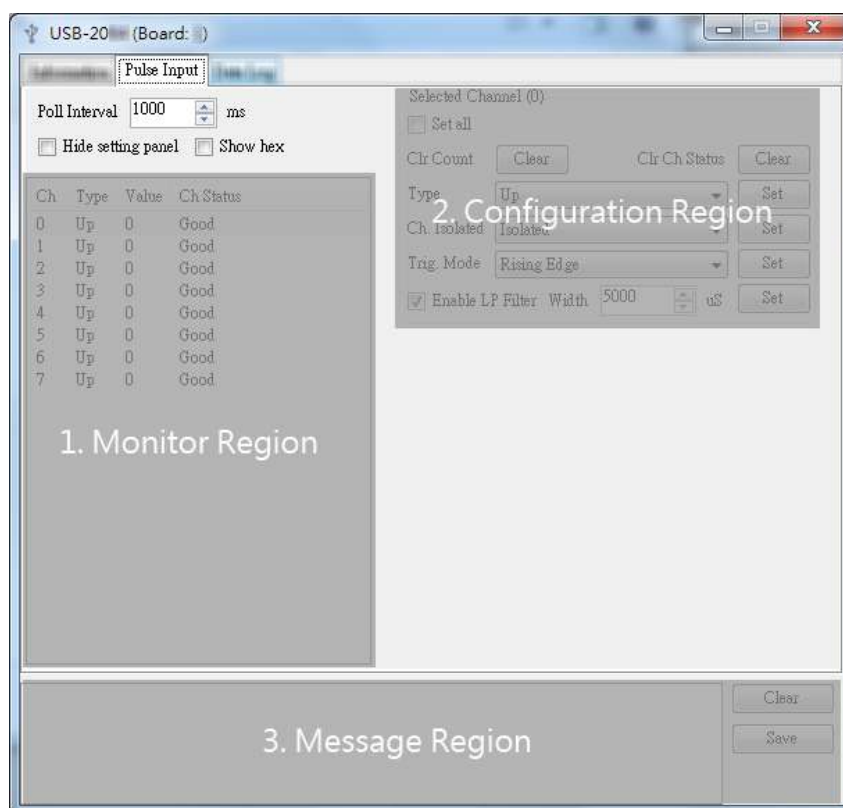 USB-20 (Board: )
Pulse Input
Poll Interval 1000 ms
Hide setting panel Show hex
Ch Type Value Ch Status
0 Up 0 Good
1 Up 0 Good
2 Up 0 Good
3 Up 0 Good
4 Up 0 Good
5 Up 0 Good
6 Up 0 Good
7 Up 0 Good
1. Monitor Region
Selected Channel (0)
Set all
Clr Count Clear Clr Ch Status Clear
Type Up Set
2. Configuration Region
Ch. Isolated Isolated Set
Trig. Mode Rising Edge Set
Enable LP Filter Width 5000 uS Set
3. Message Region
Clear
Save